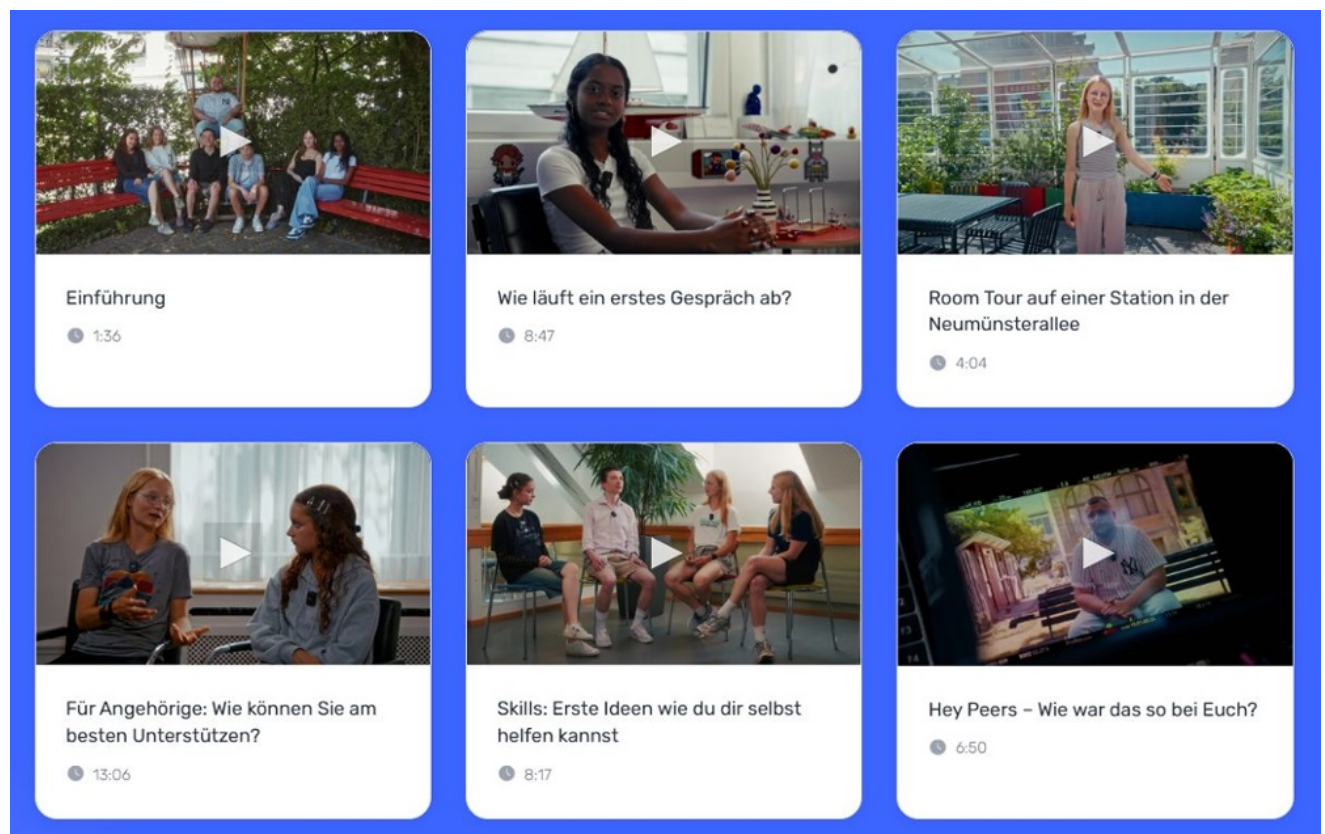 Einführung
1:36
Wie läuft ein erstes Gespräch ab?
8:47
Room Tour auf einer Station in der
Neumünsterallee
4:04
Für Angehörige: Wie können Sie am
besten Unterstützen?
13:06
Skills: Erste Ideen wie du dir selbst
helfen kannst
8:17
Hey Peers – Wie war das so bei Euch?
6:50